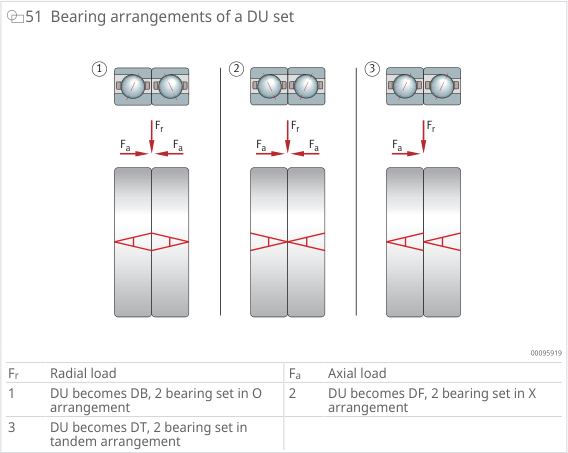 51 Bearing arrangements of a DU set
1
2
3
Fr
Fr
Fr
Fa
Fa
Fa
Fa
Fa
00095919
Fr Radial load Fa Axial load
1 DU becomes DB, 2 bearing set in O arrangement
2 DU becomes DF, 2 bearing set in X arrangement
3 DU becomes DT, 2 bearing set in tandem arrangement